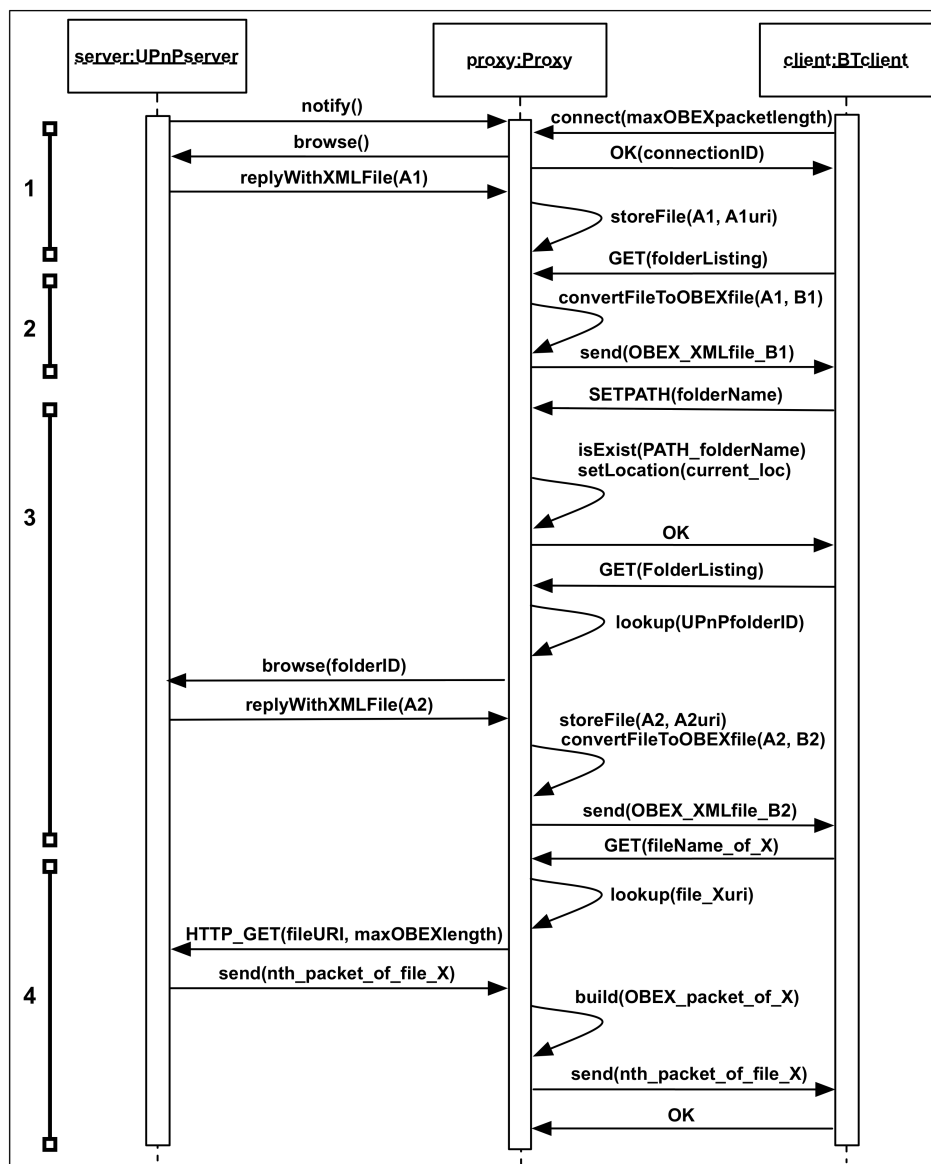 server:UPnPserver
proxy:Proxy
client:BTclient
notify()
connect(maxOBEXpacketlength)
browse()
OK(connectionID)
1
replyWithXMLFile(A1)
storeFile(A1, A1uri)
GET(folderListing)
convertFileToOBEXfile(A1, B1)
2
send(OBEX_XMLfile_B1)
SETPATH(folderName)
isExist(PATH_folderName)
setLocation(current_loc)
3
OK
GET(FolderListing)
lookup(UPnPfolderID)
browse(folderID)
replyWithXMLFile(A2)
storeFile(A2, A2uri)
convertFileToOBEXfile(A2, B2)
send(OBEX_XMLfile_B2)
GET(fileName_of_X)
lookup(file_Xuri)
HTTP_GET(fileURI, maxOBEXlength)
send(nth_packet_of_file_X)
4
build(OBEX_packet_of_X)
send(nth_packet_of_file_X)
OK